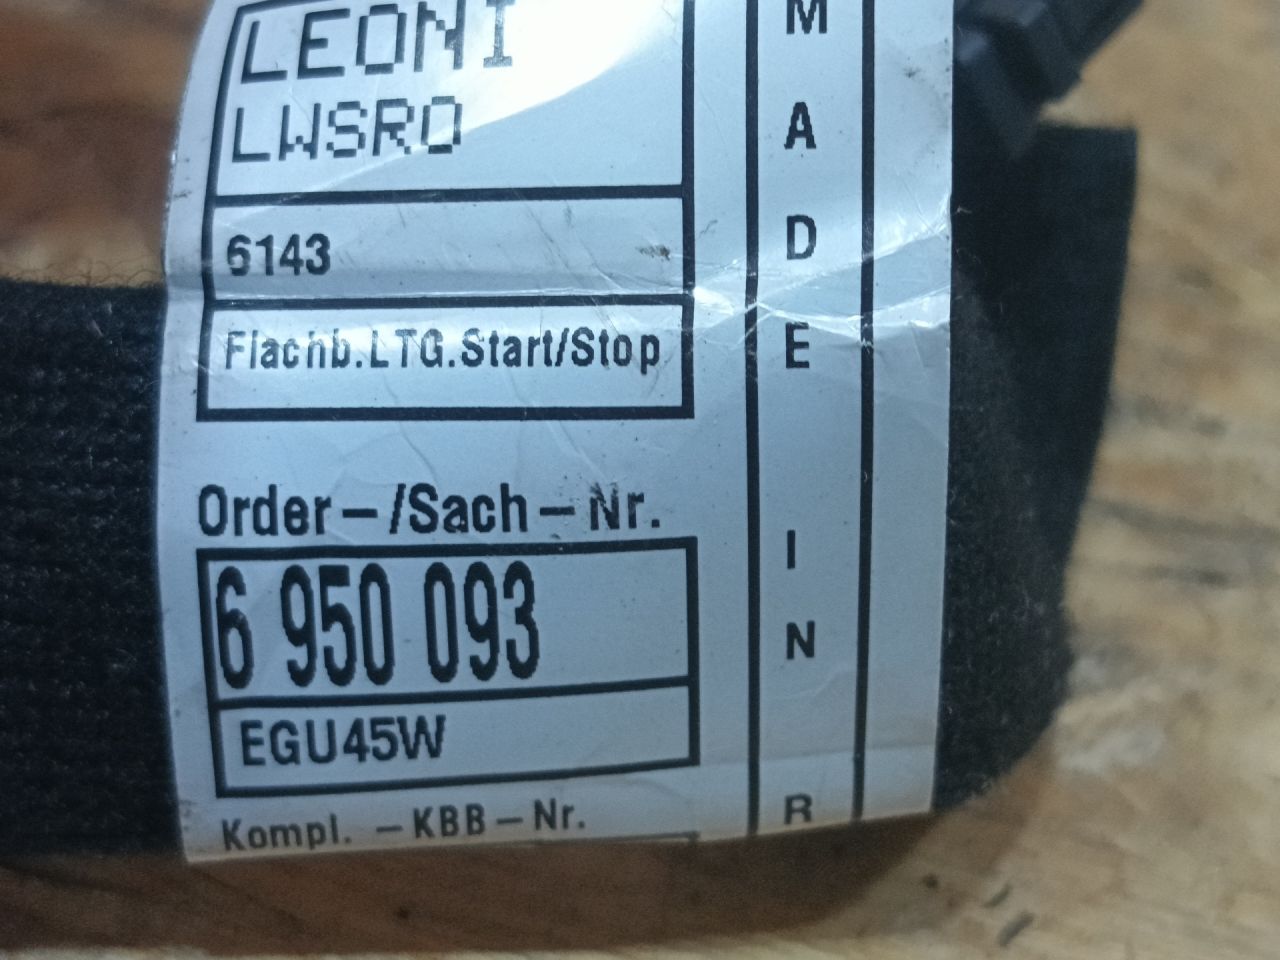 LEONI
LWSRO
6143
Flachb.LTG.Start/Stop
Order-/Sach-Nr.
6 950 093
EGU45W
Kompl. -KBB-Nr.
MADE IN R